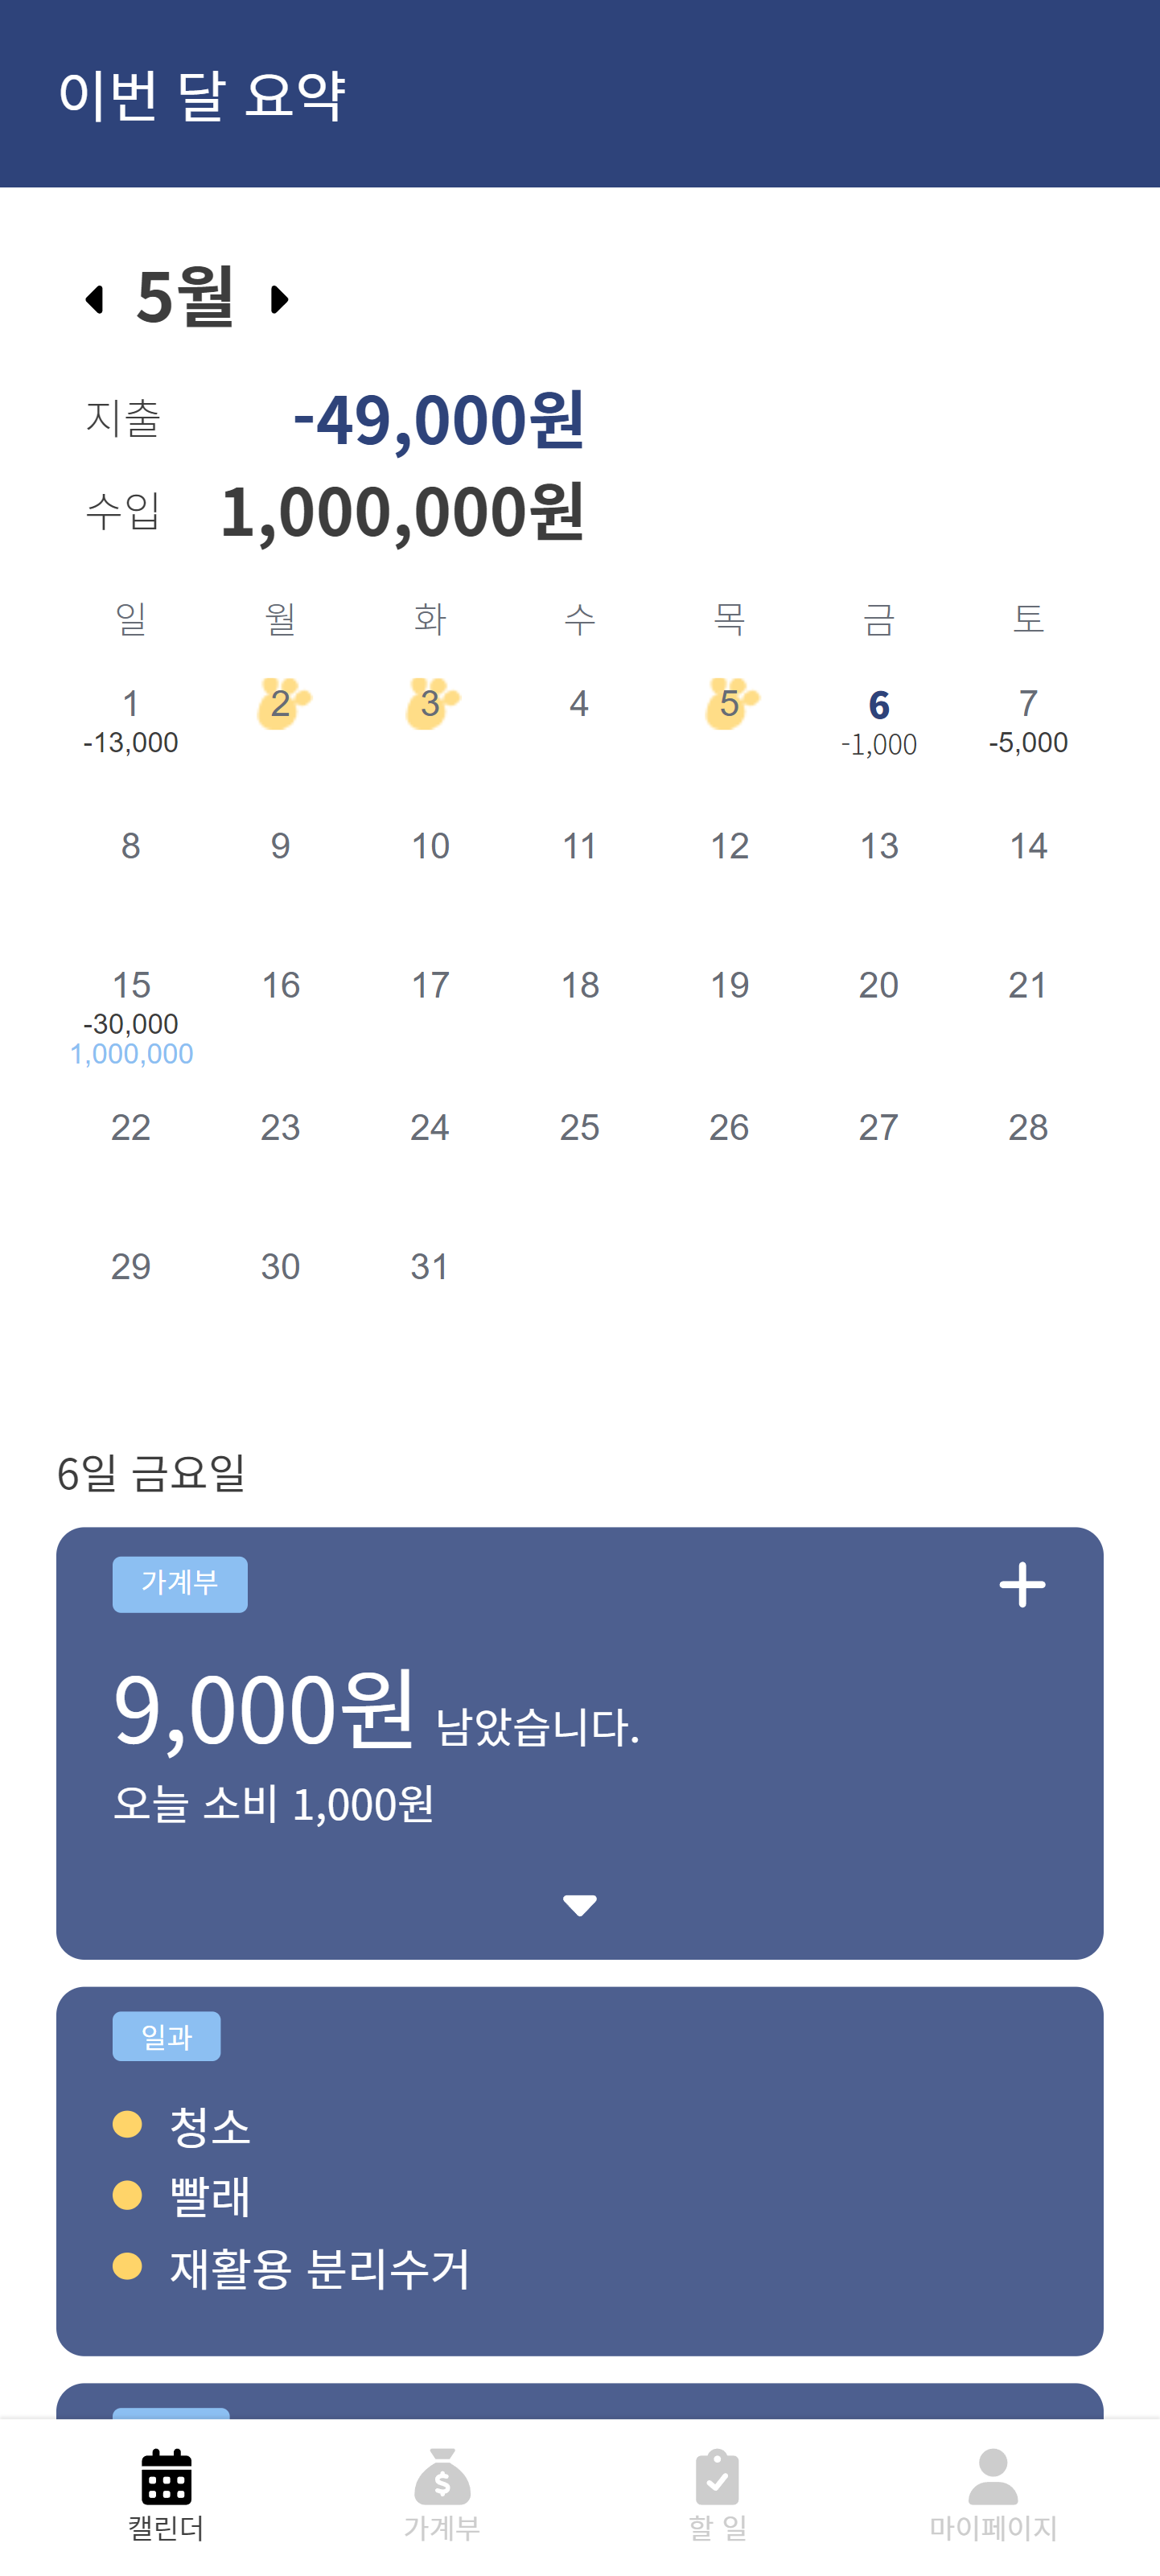 이번 달 요약
5월
지출 -49,000원
수입 1,000,000원
일 월 화 수 목 금 토
1 2 3 4 5 6 7
-13,000 -1,000 -5,000
8 9 10 11 12 13 14
15 16 17 18 19 20 21
-30,000
1,000,000
22 23 24 25 26 27 28
29 30 31
6일 금요일
가계부
9,000원 남았습니다.
오늘 소비 1,000원
일과
청소
빨래
재활용 분리수거
캘린더 가계부 할 일 마이페이지